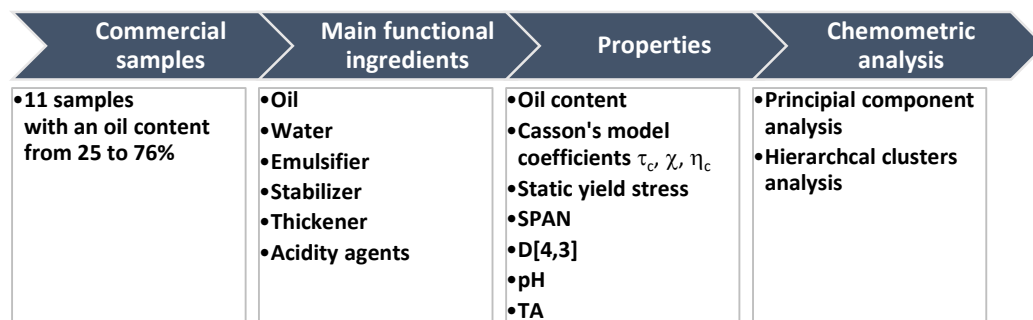 Commercial
samples
Main functional
ingredients
Properties
Chemometric
analysis
•11 samples
with an oil content
from 25 to 76%
•Oil
•Water
•Emulsifier
•Stabilizer
•Thickener
•Acidity agents
•Oil content
•Casson's model
coefficients τc, χ, ηc
•Static yield stress
•SPAN
•D[4,3]
•pH
•TA
•Principial component
analysis
•Hierarchcal clusters
analysis